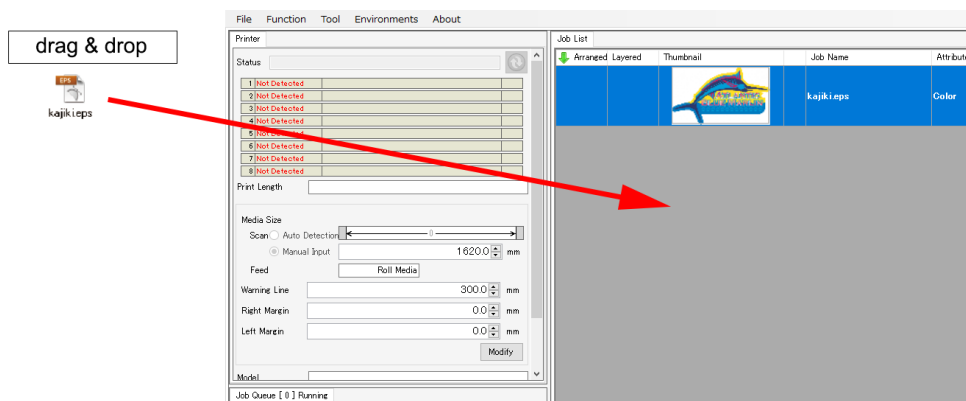 File Function Tool Environments About
drag & drop
EPS
kajiki.eps
Printer
Status
1 Not Detected
2 Not Detected
3 Not Detected
4 Not Detected
5 Not Detected
6 Not Detected
7 Not Detected
8 Not Detected
Print Length
Media Size
Scan Auto Detection 0
Manual Input 1620.0 mm
Feed Roll Media
Warning Line 300.0 mm
Right Margin 0.0 mm
Left Margin 0.0 mm
Modify
Model
Job Queue [ 0 ] Running
Job List
Arranged Layered Thumbnail Job Name Attribute
kajiki.eps Color